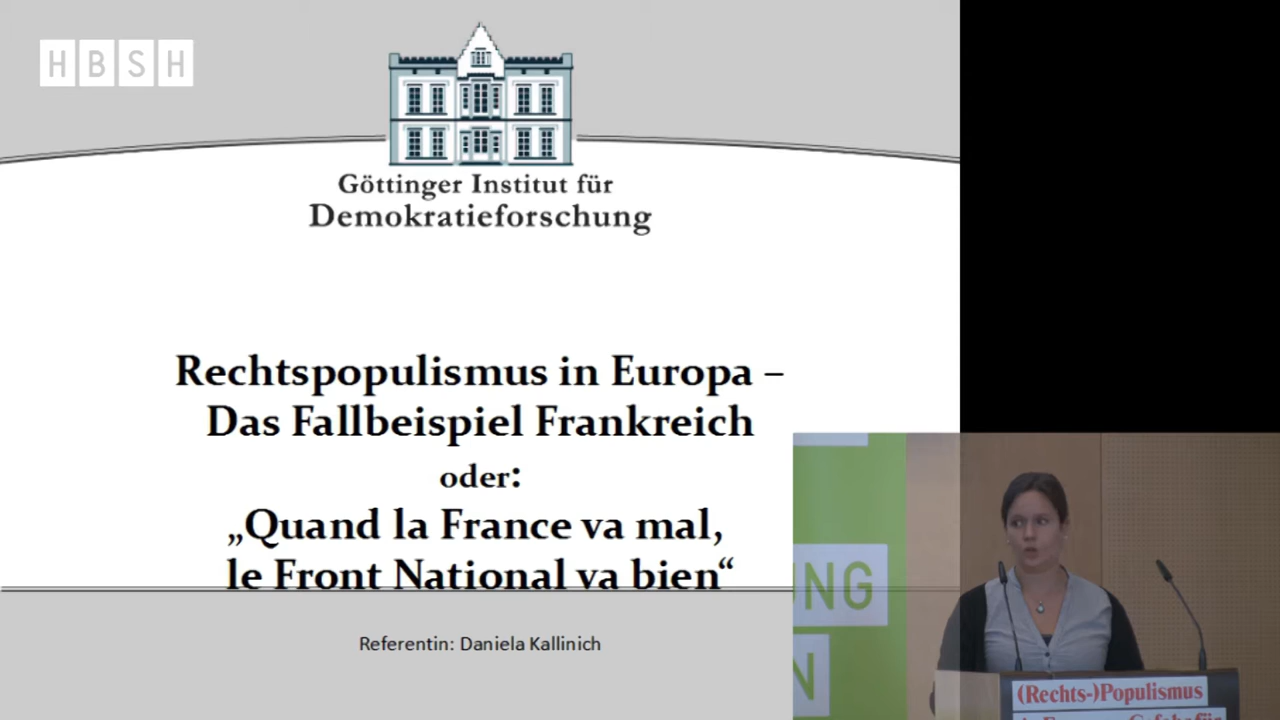 HBSH
Göttinger Institut für
Demokratieforschung
Rechtspopulismus in Europa –
Das Fallbeispiel Frankreich
oder:
„Quand la France va mal,
le Front National va bien“
Referentin: Daniela Kallinich
UNG
N
(Rechts-)Populismus